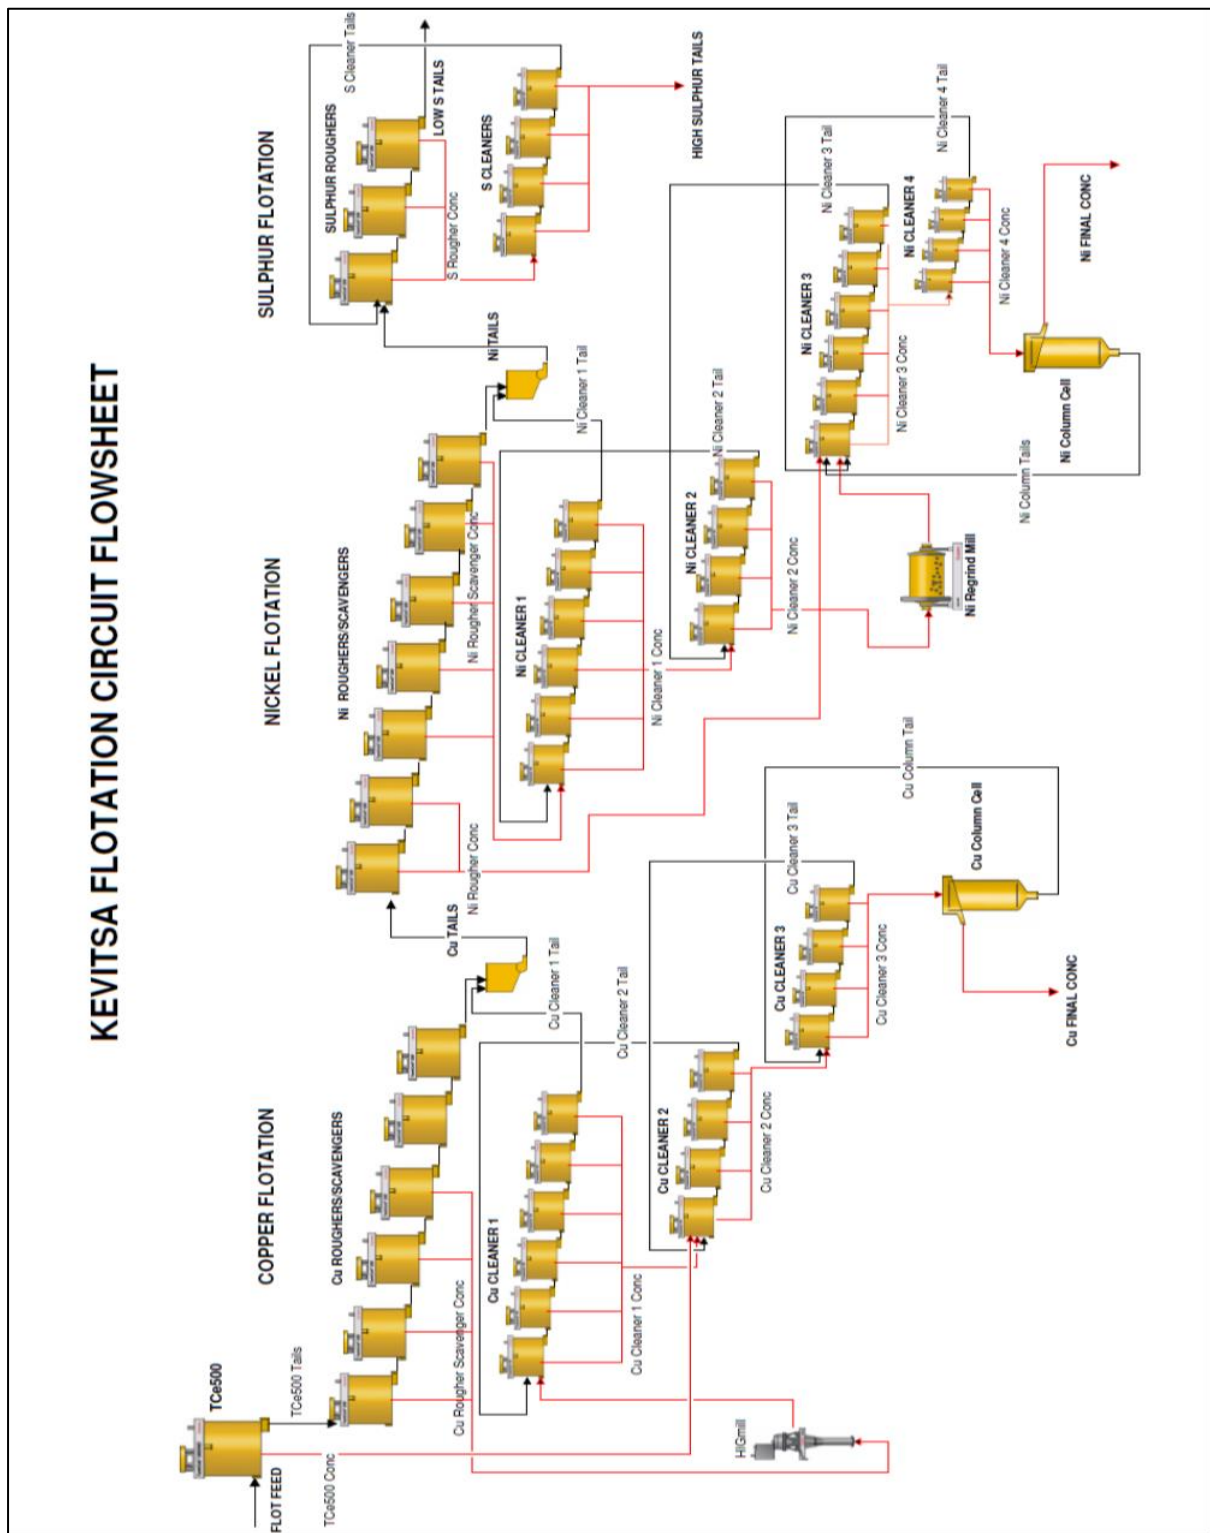 KEVITSA FLOTATION CIRCUIT FLOWSHEET
COPPER FLOTATION
NICKEL FLOTATION
SULPHUR FLOTATION
FLOT FEED
TCe500
TCe500 Tails
TCe500 Conc
Cu ROUGHERS/SCAVENGERS
Cu Rougher Scavenger Conc
HIGmill
Cu CLEANER 1
Cu Cleaner 1 Conc
Cu Cleaner 1 Tail
Cu TAILS
Cu CLEANER 2
Cu Cleaner 2 Conc
Cu Cleaner 2 Tail
Cu CLEANER 3
Cu Cleaner 3 Conc
Cu Cleaner 3 Tail
Cu Column Cell
Cu Column Tail
Cu FINAL CONC
Ni ROUGHERS/SCAVENGERS
Ni Rougher Conc
Ni Rougher Scavenger Conc
Ni CLEANER 1
Ni Cleaner 1 Conc
Ni Cleaner 1 Tail
Ni TAILS
Ni CLEANER 2
Ni Cleaner 2 Conc
Ni Cleaner 2 Tail
Ni Regrind Mill
Ni CLEANER 3
Ni Cleaner 3 Conc
Ni Cleaner 3 Tail
Ni CLEANER 4
Ni Cleaner 4 Conc
Ni Cleaner 4 Tail
Ni Column Cell
Ni Column Tails
Ni FINAL CONC
SULPHUR ROUGHERS
S Rougher Conc
S Cleaner Tails
LOW S TAILS
S CLEANERS
HIGH SULPHUR TAILS